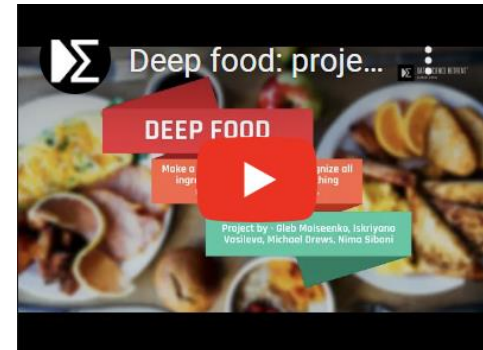 Deep food: proje...
DEEP FOOD
Make a
gnize all
ingr
thing
Project by - Gleb Moiseenko, Iskriyana
Vasileva, Michael Drews, Nima Siboni